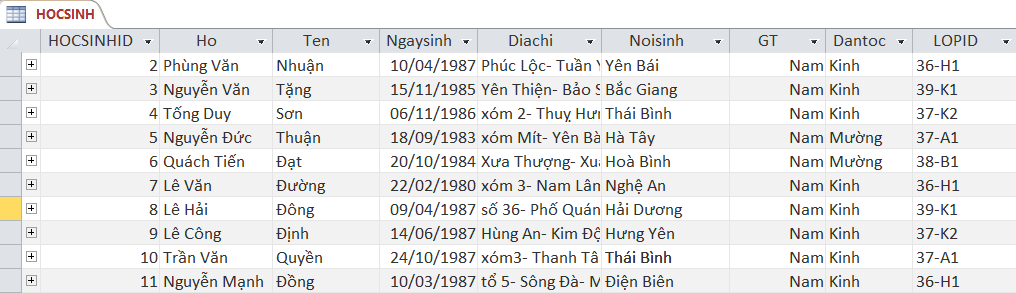 HOCSINH
HOCSINHID Ho Ten Ngaysinh Diachi Noisinh GT Dantoc LOPID
2 Phùng Văn Nhuận 10/04/1987 Phúc Lộc- Tuần Y Yên Bái Nam Kinh 36-H1
3 Nguyễn Văn Tặng 15/11/1985 Yên Thiện- Bảo S Bắc Giang Nam Kinh 39-K1
4 Tống Duy Sơn 06/11/1986 xóm 2- Thuỵ Hưn Thái Bình Nam Kinh 37-K2
5 Nguyễn Đức Thuận 18/09/1983 xóm Mít- Yên Bà Hà Tây Nam Mường 37-A1
6 Quách Tiến Đạt 20/10/1984 Xưa Thượng- Xuâ Hoà Bình Nam Mường 38-B1
7 Lê Văn Đường 22/02/1980 xóm 3- Nam Lân Nghệ An Nam Kinh 36-H1
8 Lê Hải Đông 09/04/1987 số 36- Phố Quán Hải Dương Nam Kinh 39-K1
9 Lê Công Định 14/06/1987 Hùng An- Kim Độ Hưng Yên Nam Kinh 37-K2
10 Trần Văn Quyền 24/10/1987 xóm3- Thanh Tâ Thái Bình Nam Kinh 37-A1
11 Nguyễn Mạnh Đồng 10/03/1987 tổ 5- Sông Đà- M Điện Biên Nam Kinh 36-H1